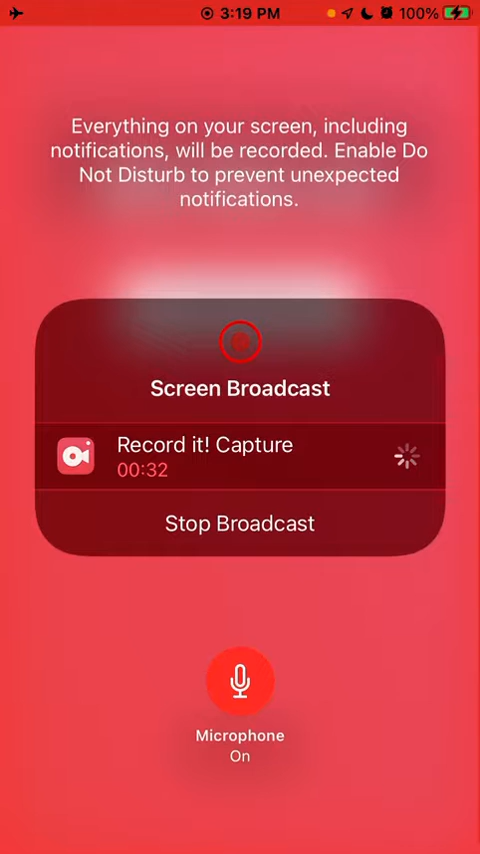 3:19 PM
100%
Everything on your screen, including
notifications, will be recorded. Enable Do
Not Disturb to prevent unexpected
notifications.
Screen Broadcast
Record it! Capture
00:32
Stop Broadcast
Microphone
On